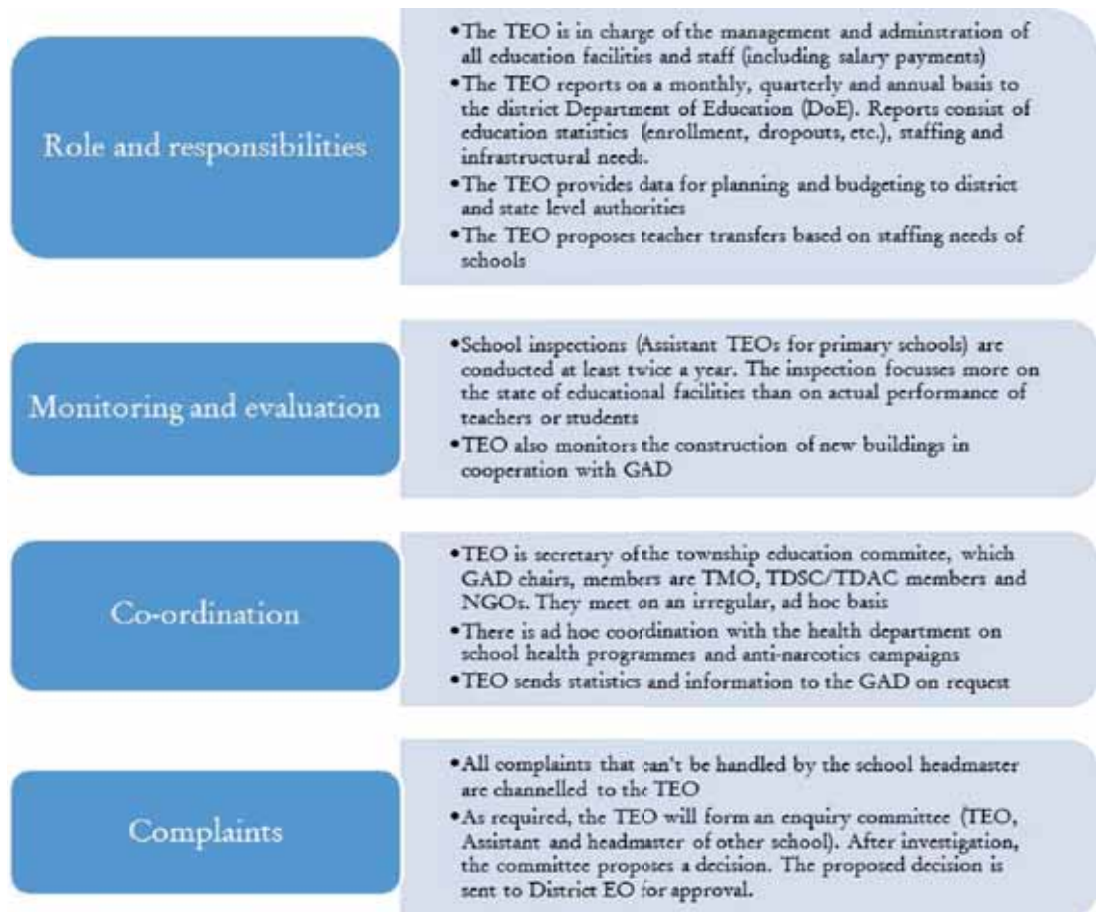 Role and responsibilities
•The TEO is in charge of the management and adminstration of
all education facilities and staff (including salary payments)
•The TEO reports on a monthly, quarterly and annual basis to
the district Department of Education (DoE). Reports consist of
education statistics (enrollment, dropouts, etc.), staffing and
infrastructural needs.
•The TEO provides data for planning and budgeting to district
and state level authorities
•The TEO proposes teacher transfers based on staffing needs of
schools
Monitoring and evaluation
•School inspections (Assistant TEOs for primary schools) are
conducted at least twice a year. The inspection focusses more on
the state of educational facilities than on actual performance of
teachers or students
•TEO also monitors the construction of new buildings in
cooperation with GAD
Co-ordination
•TEO is secretary of the township education commitee, which
GAD chairs, members are TMO, TDSC/TDAC members and
NGOs. They meet on an irregular, ad hoc basis
•There is ad hoc coordination with the health department on
school health programmes and anti-narcotics campaigns
•TEO sends statistics and information to the GAD on request
Complaints
•All complaints that can't be handled by the school headmaster
are channelled to the TEO
•As required, the TEO will form an enquiry committee (TEO,
Assistant and headmaster of other school). After investigation,
the committee proposes a decision. The proposed decision is
sent to District EO for approval.